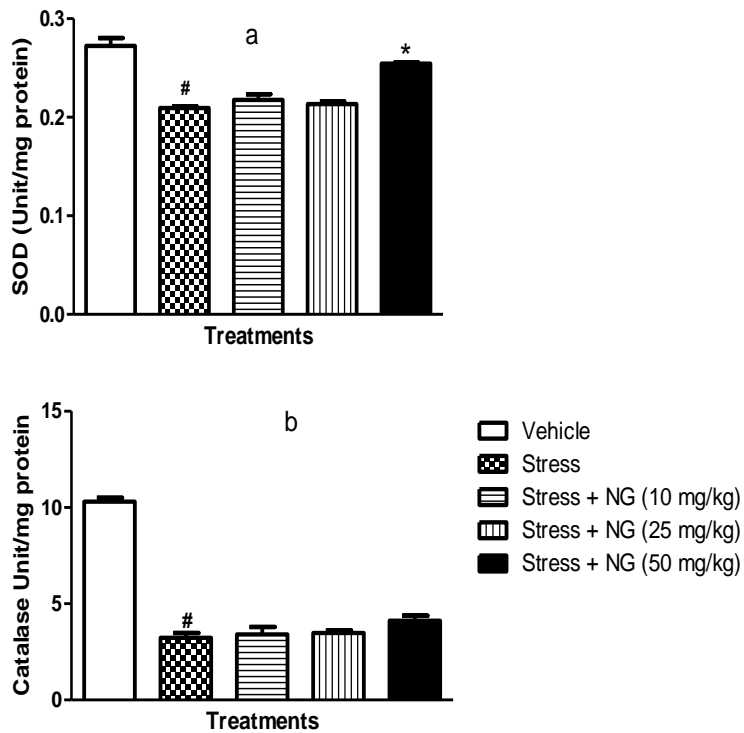 a
SOD (Unit/mg protein)
0.3
0.2
0.1
0.0
#
*
Treatments
b
Catalase Unit/mg protein
15
10
5
0
#
Treatments
Vehicle
Stress
Stress + NG (10 mg/kg)
Stress + NG (25 mg/kg)
Stress + NG (50 mg/kg)